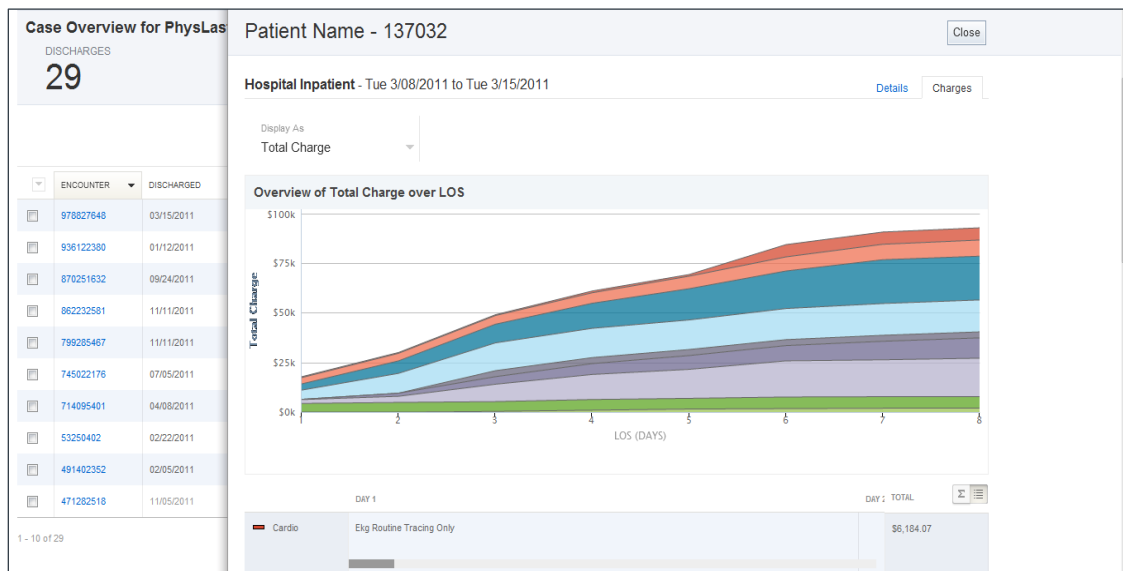 Case Overview for PhysLas
DISCHARGES
29
ENCOUNTER DISCHARGED
978827648 03/15/2011
936122380 01/12/2011
870251632 09/24/2011
862232581 11/11/2011
799285467 11/11/2011
745022176 07/05/2011
714095401 04/08/2011
53250402 02/22/2011
491402352 02/05/2011
471282518 11/05/2011
1 - 10 of 29
Patient Name - 137032
Close
Hospital Inpatient - Tue 3/08/2011 to Tue 3/15/2011
Details Charges
Display As
Total Charge
Overview of Total Charge over LOS
$100k
$75k
$50k
$25k
$0k
Total Charge
1 2 3 4 5 6 7 8
LOS (DAYS)
DAY 1 DAY 2 TOTAL Σ
Cardio Ekg Routine Tracing Only $6,184.07